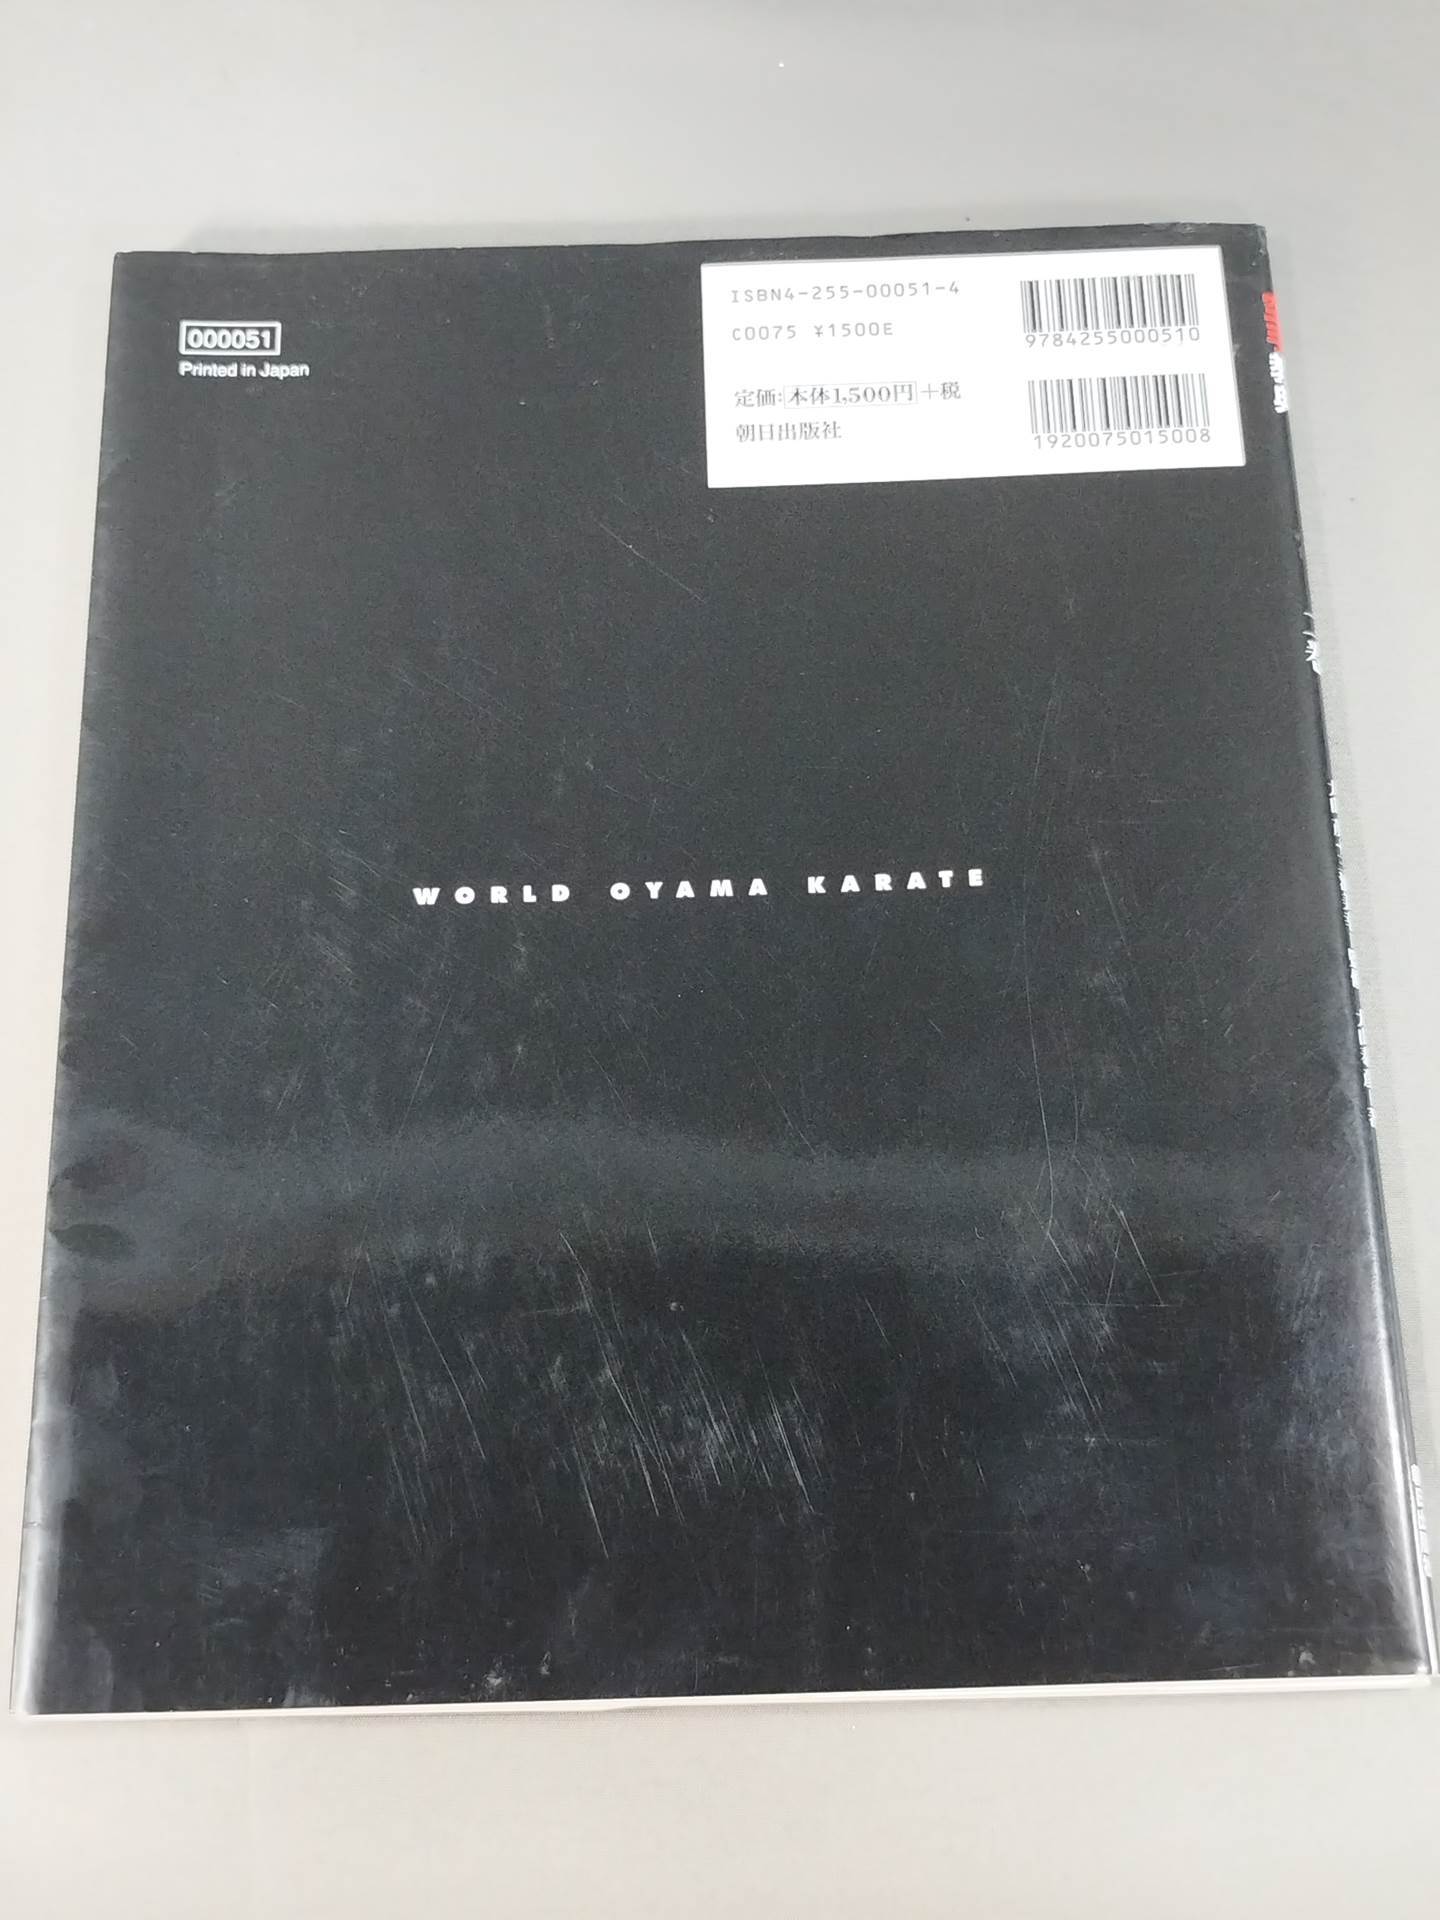 000051
Printed in Japan
ISBN4-255-00051-4
C0075 ¥1500E
定価:本体1,500円+税
朝日出版社
9784255000510
1920075015008
WORLD OYAMA KARATE